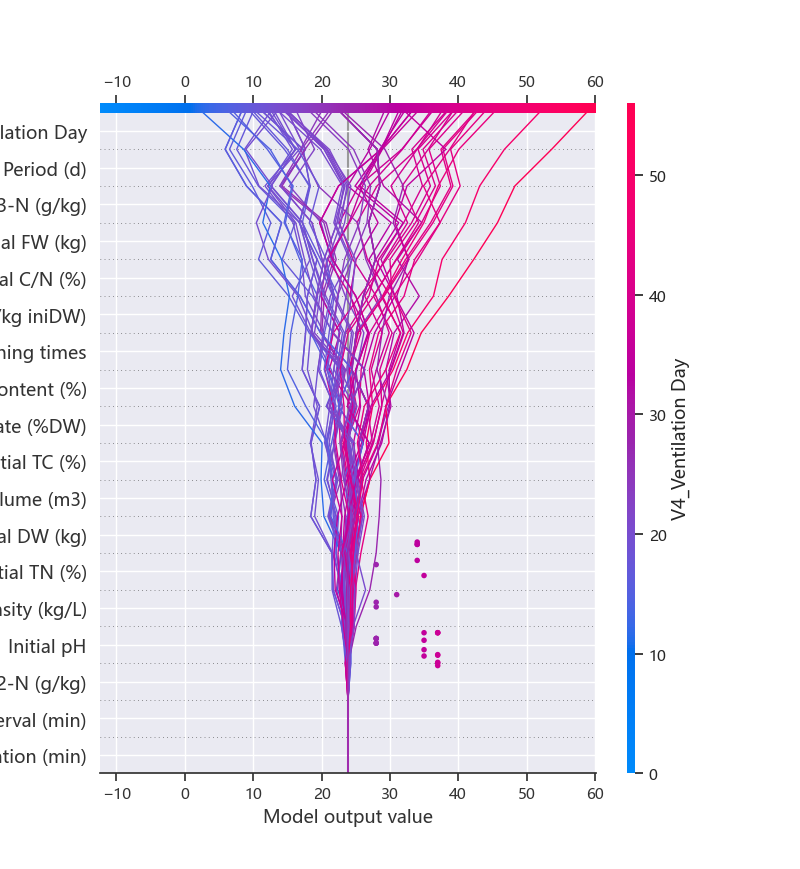 −10 0 10 20 30 40 50 60
lation Day
Period (d)
3-N (g/kg)
al FW (kg)
al C/N (%)
/kg iniDW)
ning times
ontent (%)
ate (%DW)
tial TC (%)
lume (m3)
al DW (kg)
tial TN (%)
nsity (kg/L)
Initial pH
2-N (g/kg)
erval (min)
ation (min)
−10 0 10 20 30 40 50 60
Model output value
50
40
30
20
10
0
V4_Ventilation Day